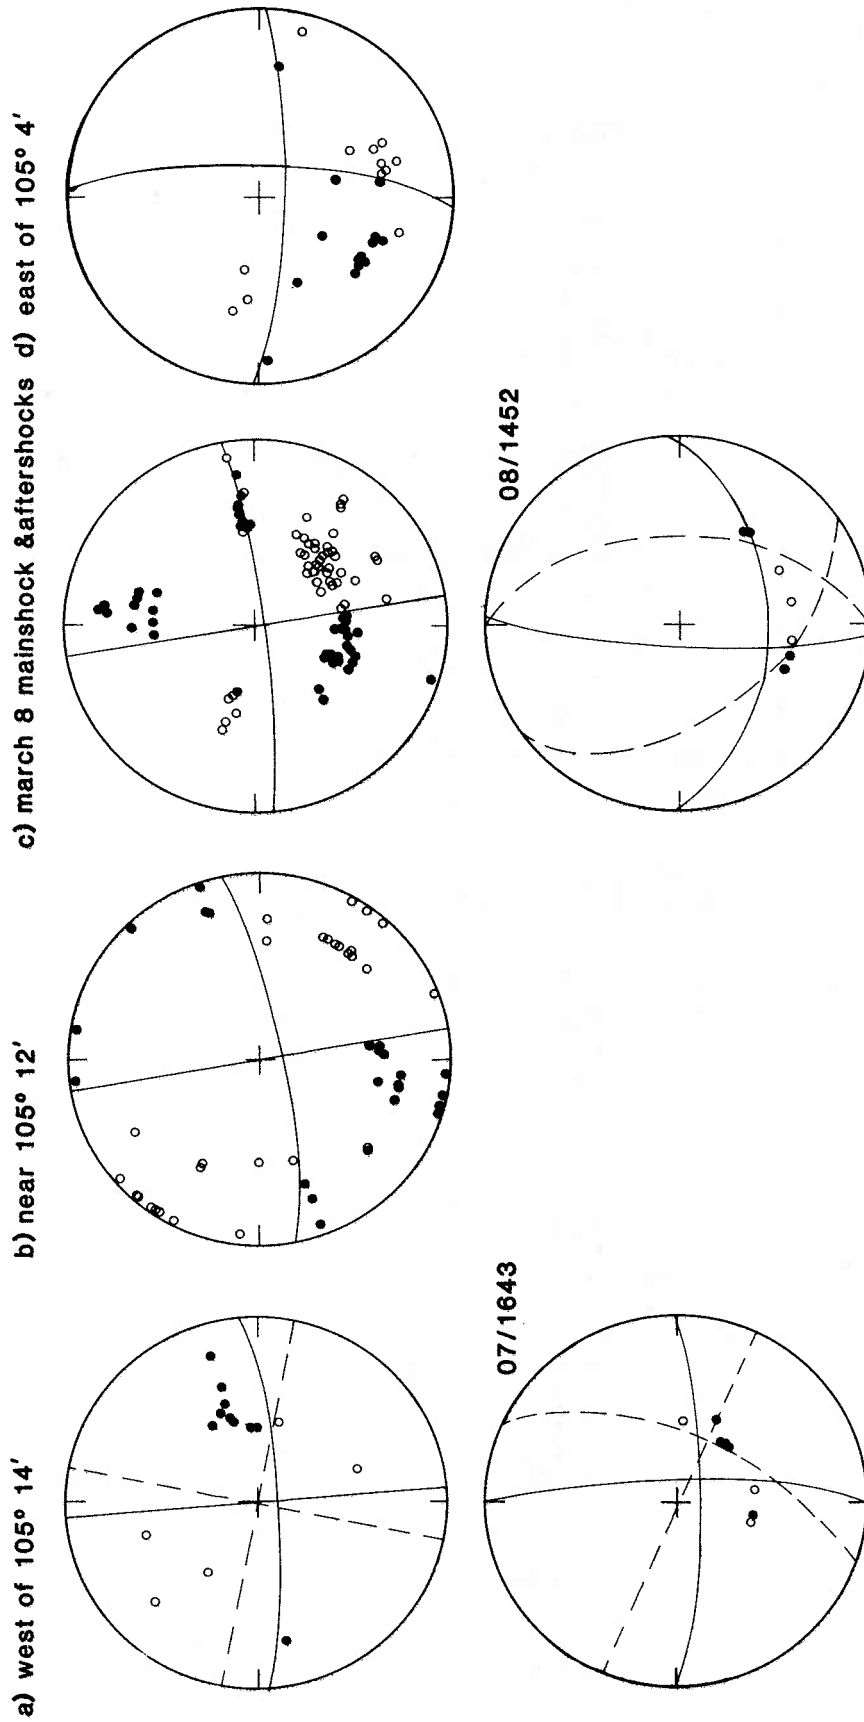 a) west of 105° 14′
b) near 105° 12′
c) march 8 mainshock &aftershocks
d) east of 105° 4′
07/1643
08/1452